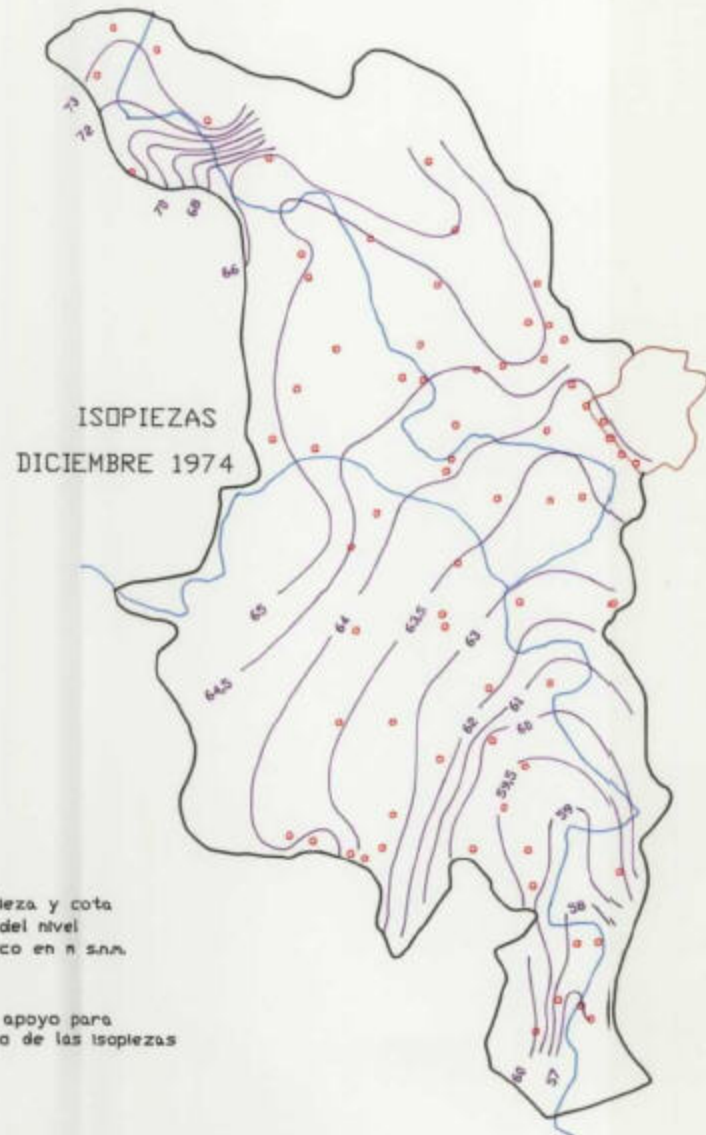 73
72
70
68
66
ISOPIEZAS
DICIEMBRE 1974
65
64
63,5
63
64,5
62
61
60
59,5
59
58
ieza y cota
del nivel
co en m s.n.m.
apoyo para
o de las isopiezas
60
57